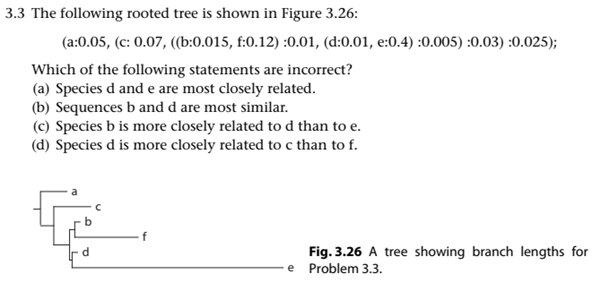 3.3 The following rooted tree is shown in Figure 3.26:
(a:0.05, (c: 0.07, ((b:0.015, f:0.12) :0.01, (d:0.01, e:0.4) :0.005) :0.03) :0.025);
Which of the following statements are incorrect?
(a) Species d and e are most closely related.
(b) Sequences b and d are most similar.
(c) Species b is more closely related to d than to e.
(d) Species d is more closely related to c than to f.
a
c
b
f
d
e
Fig. 3.26 A tree showing branch lengths for
Problem 3.3.